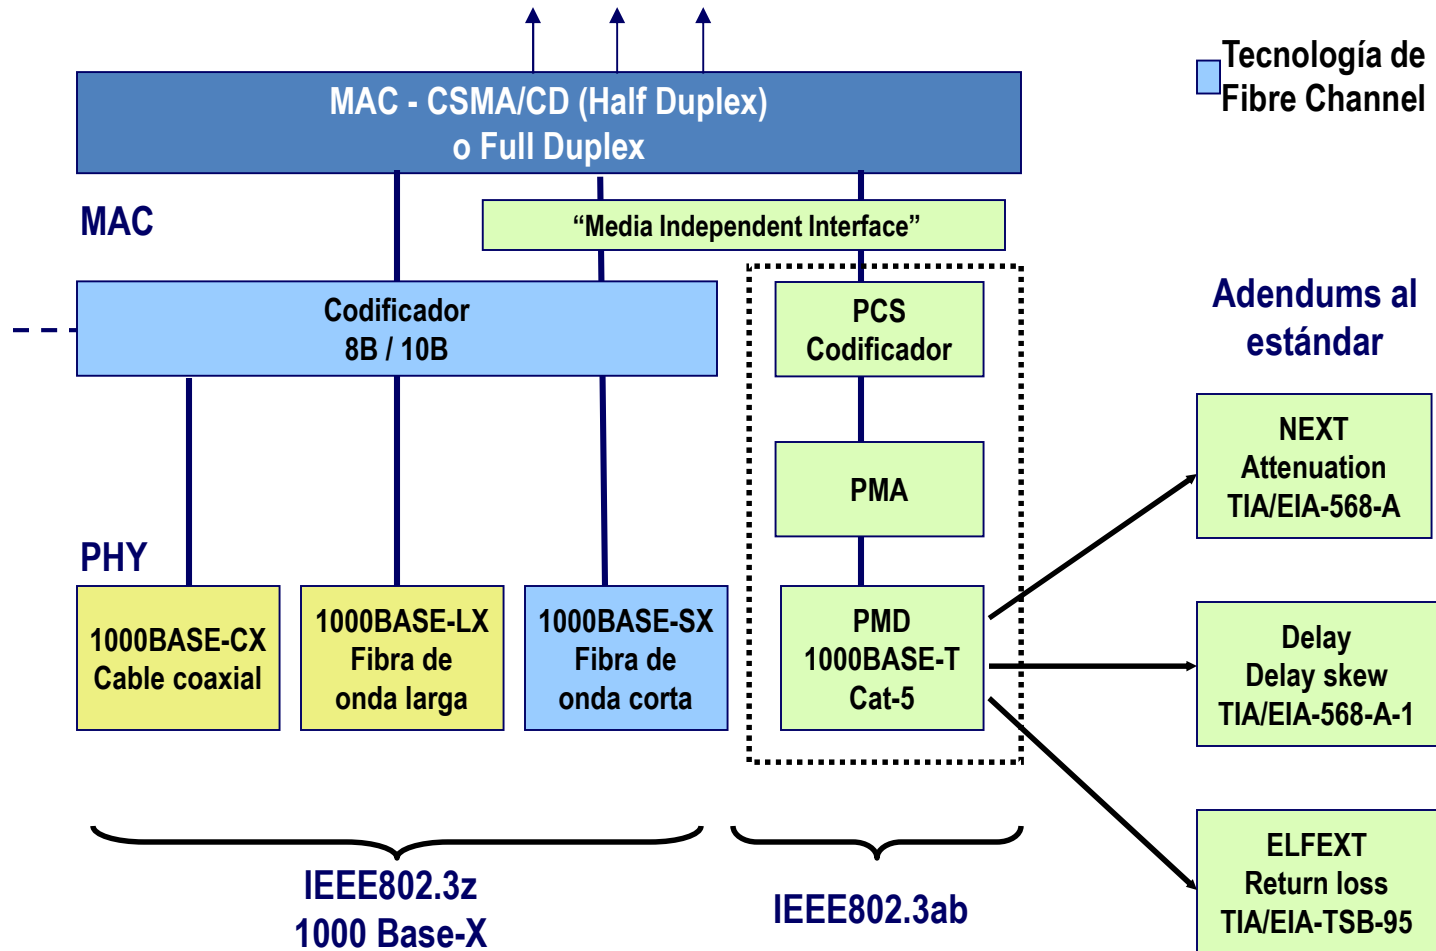 MAC - CSMA/CD (Half Duplex)
o Full Duplex
Tecnología de
Fibre Channel
MAC
“Media Independent Interface”
Codificador
8B / 10B
PCS
Codificador
Adendums al
estándar
PMA
NEXT
Attenuation
TIA/EIA-568-A
PHY
1000BASE-CX
Cable coaxial
1000BASE-LX
Fibra de
onda larga
1000BASE-SX
Fibra de
onda corta
PMD
1000BASE-T
Cat-5
Delay
Delay skew
TIA/EIA-568-A-1
ELFEXT
Return loss
TIA/EIA-TSB-95
IEEE802.3z
1000 Base-X
IEEE802.3ab